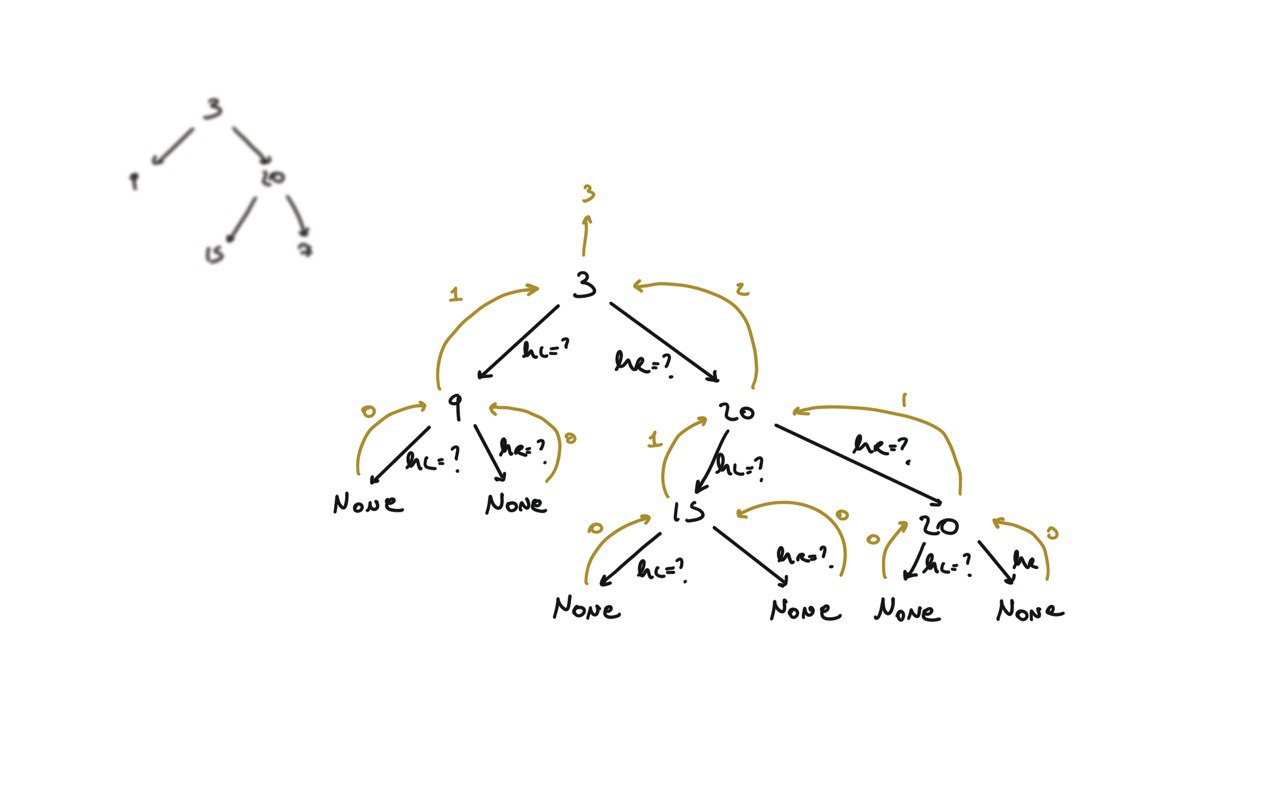 3
9 20
15 7
3
3
1 2
hL=? hR=?
9 20
0 0 1 1
hL=? hR=? hL=? hR=?
None None 15 20
0 0 0 0
hL=? hR=? hL=? hR
None None None None